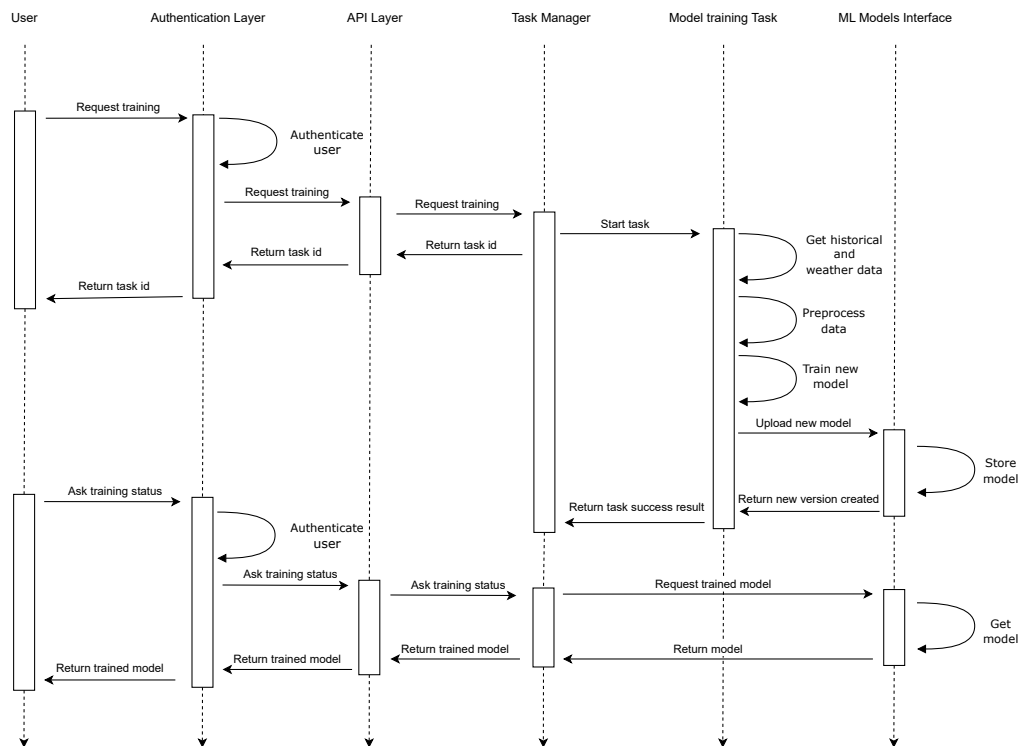 User
Authentication Layer
API Layer
Task Manager
Model training Task
ML Models Interface
Request training
Authenticate
user
Request training
Request training
Start task
Get historical
and
weather data
Return task id
Return task id
Return task id
Preprocess
data
Train new
model
Upload new model
Store
model
Ask training status
Return new version created
Return task success result
Authenticate
user
Ask training status
Ask training status
Request trained model
Get
model
Return model
Return trained model
Return trained model
Return trained model